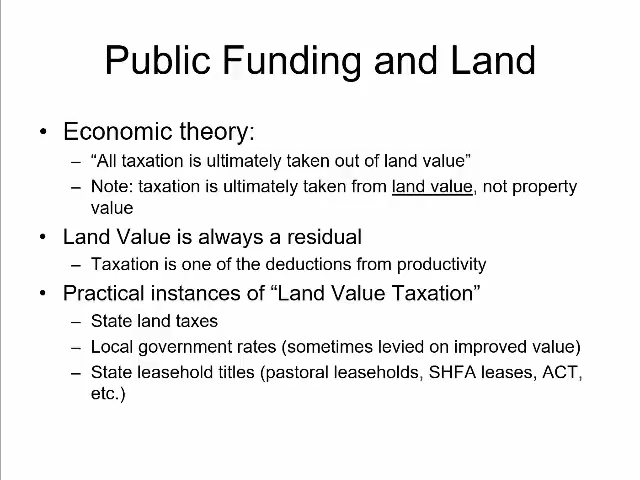 Public Funding and Land
• Economic theory:
– “All taxation is ultimately taken out of land value”
– Note: taxation is ultimately taken from land value, not property
value
• Land Value is always a residual
– Taxation is one of the deductions from productivity
• Practical instances of “Land Value Taxation”
– State land taxes
– Local government rates (sometimes levied on improved value)
– State leasehold titles (pastoral leaseholds, SHFA leases, ACT,
etc.)